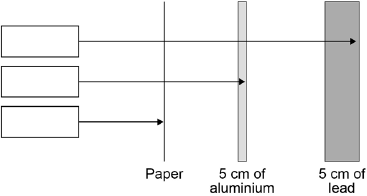 Paper
5 cm of
aluminium
5 cm of
lead